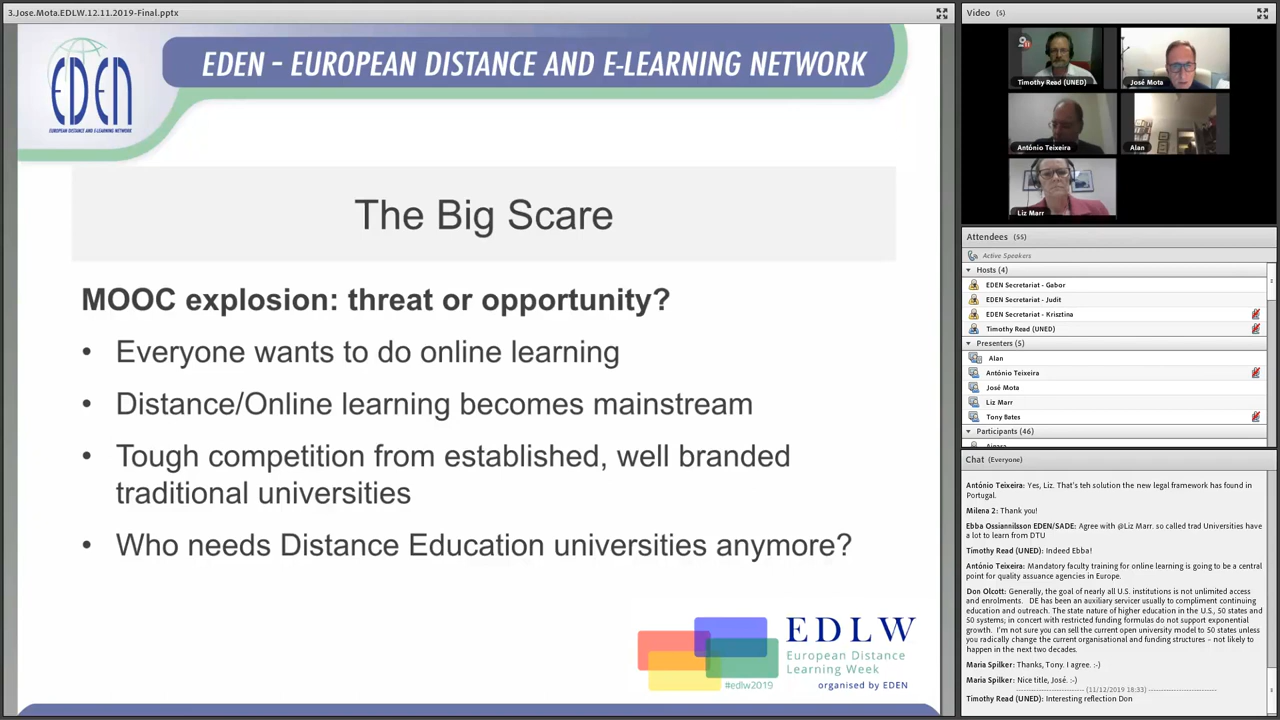 3.Jose.Mota.EDLW.12.11.2019-Final.pptx
EDEN
EUROPEAN DISTANCE AND E-LEARNING NETWORK
EDEN – EUROPEAN DISTANCE AND E-LEARNING NETWORK
The Big Scare
MOOC explosion: threat or opportunity?
• Everyone wants to do online learning
• Distance/Online learning becomes mainstream
• Tough competition from established, well branded
traditional universities
• Who needs Distance Education universities anymore?
EDLW
European Distance
Learning Week
#edlw2019
organised by EDEN
Video (5)
Timothy Read (UNED)
José Mota
António Teixeira
Alan
Liz Marr
Attendees (55)
Active Speakers
Hosts (4)
EDEN Secretariat - Gabor
EDEN Secretariat - Judit
EDEN Secretariat - Krisztina
Timothy Read (UNED)
Presenters (5)
Alan
António Teixeira
José Mota
Liz Marr
Tony Bates
Participants (46)
Chat (Everyone)
António Teixeira: Yes, Liz. That's teh solution the new legal framework has found in
Portugal.
Milena 2: Thank you!
Ebba Ossiannilsson EDEN/SADE: Agree with @Liz Marr. so called trad Universities have
a lot to learn from DTU
Timothy Read (UNED): Indeed Ebba!
António Teixeira: Mandatory faculty training for online learning is going to be a central
point for quality assuance agencies in Europe.
Don Olcott: Generally, the goal of nearly all U.S. institutions is not unlimited access
and enrolments. DE has been an auxiliary servicer usually to compliment continuing
education and outreach. The state nature of higher education in the U.S., 50 states and
50 systems; in concert with restricted funding formulas do not support exponential
growth. I'm not sure you can sell the current open university model to 50 states unless
you radically change the current organisational and funding structures - not likely to
happen in the next two decades.
Maria Spilker: Thanks, Tony. I agree. :-)
Maria Spilker: Nice title, José. :-)
(11/12/2019 18:33)
Timothy Read (UNED): Interesting reflection Don